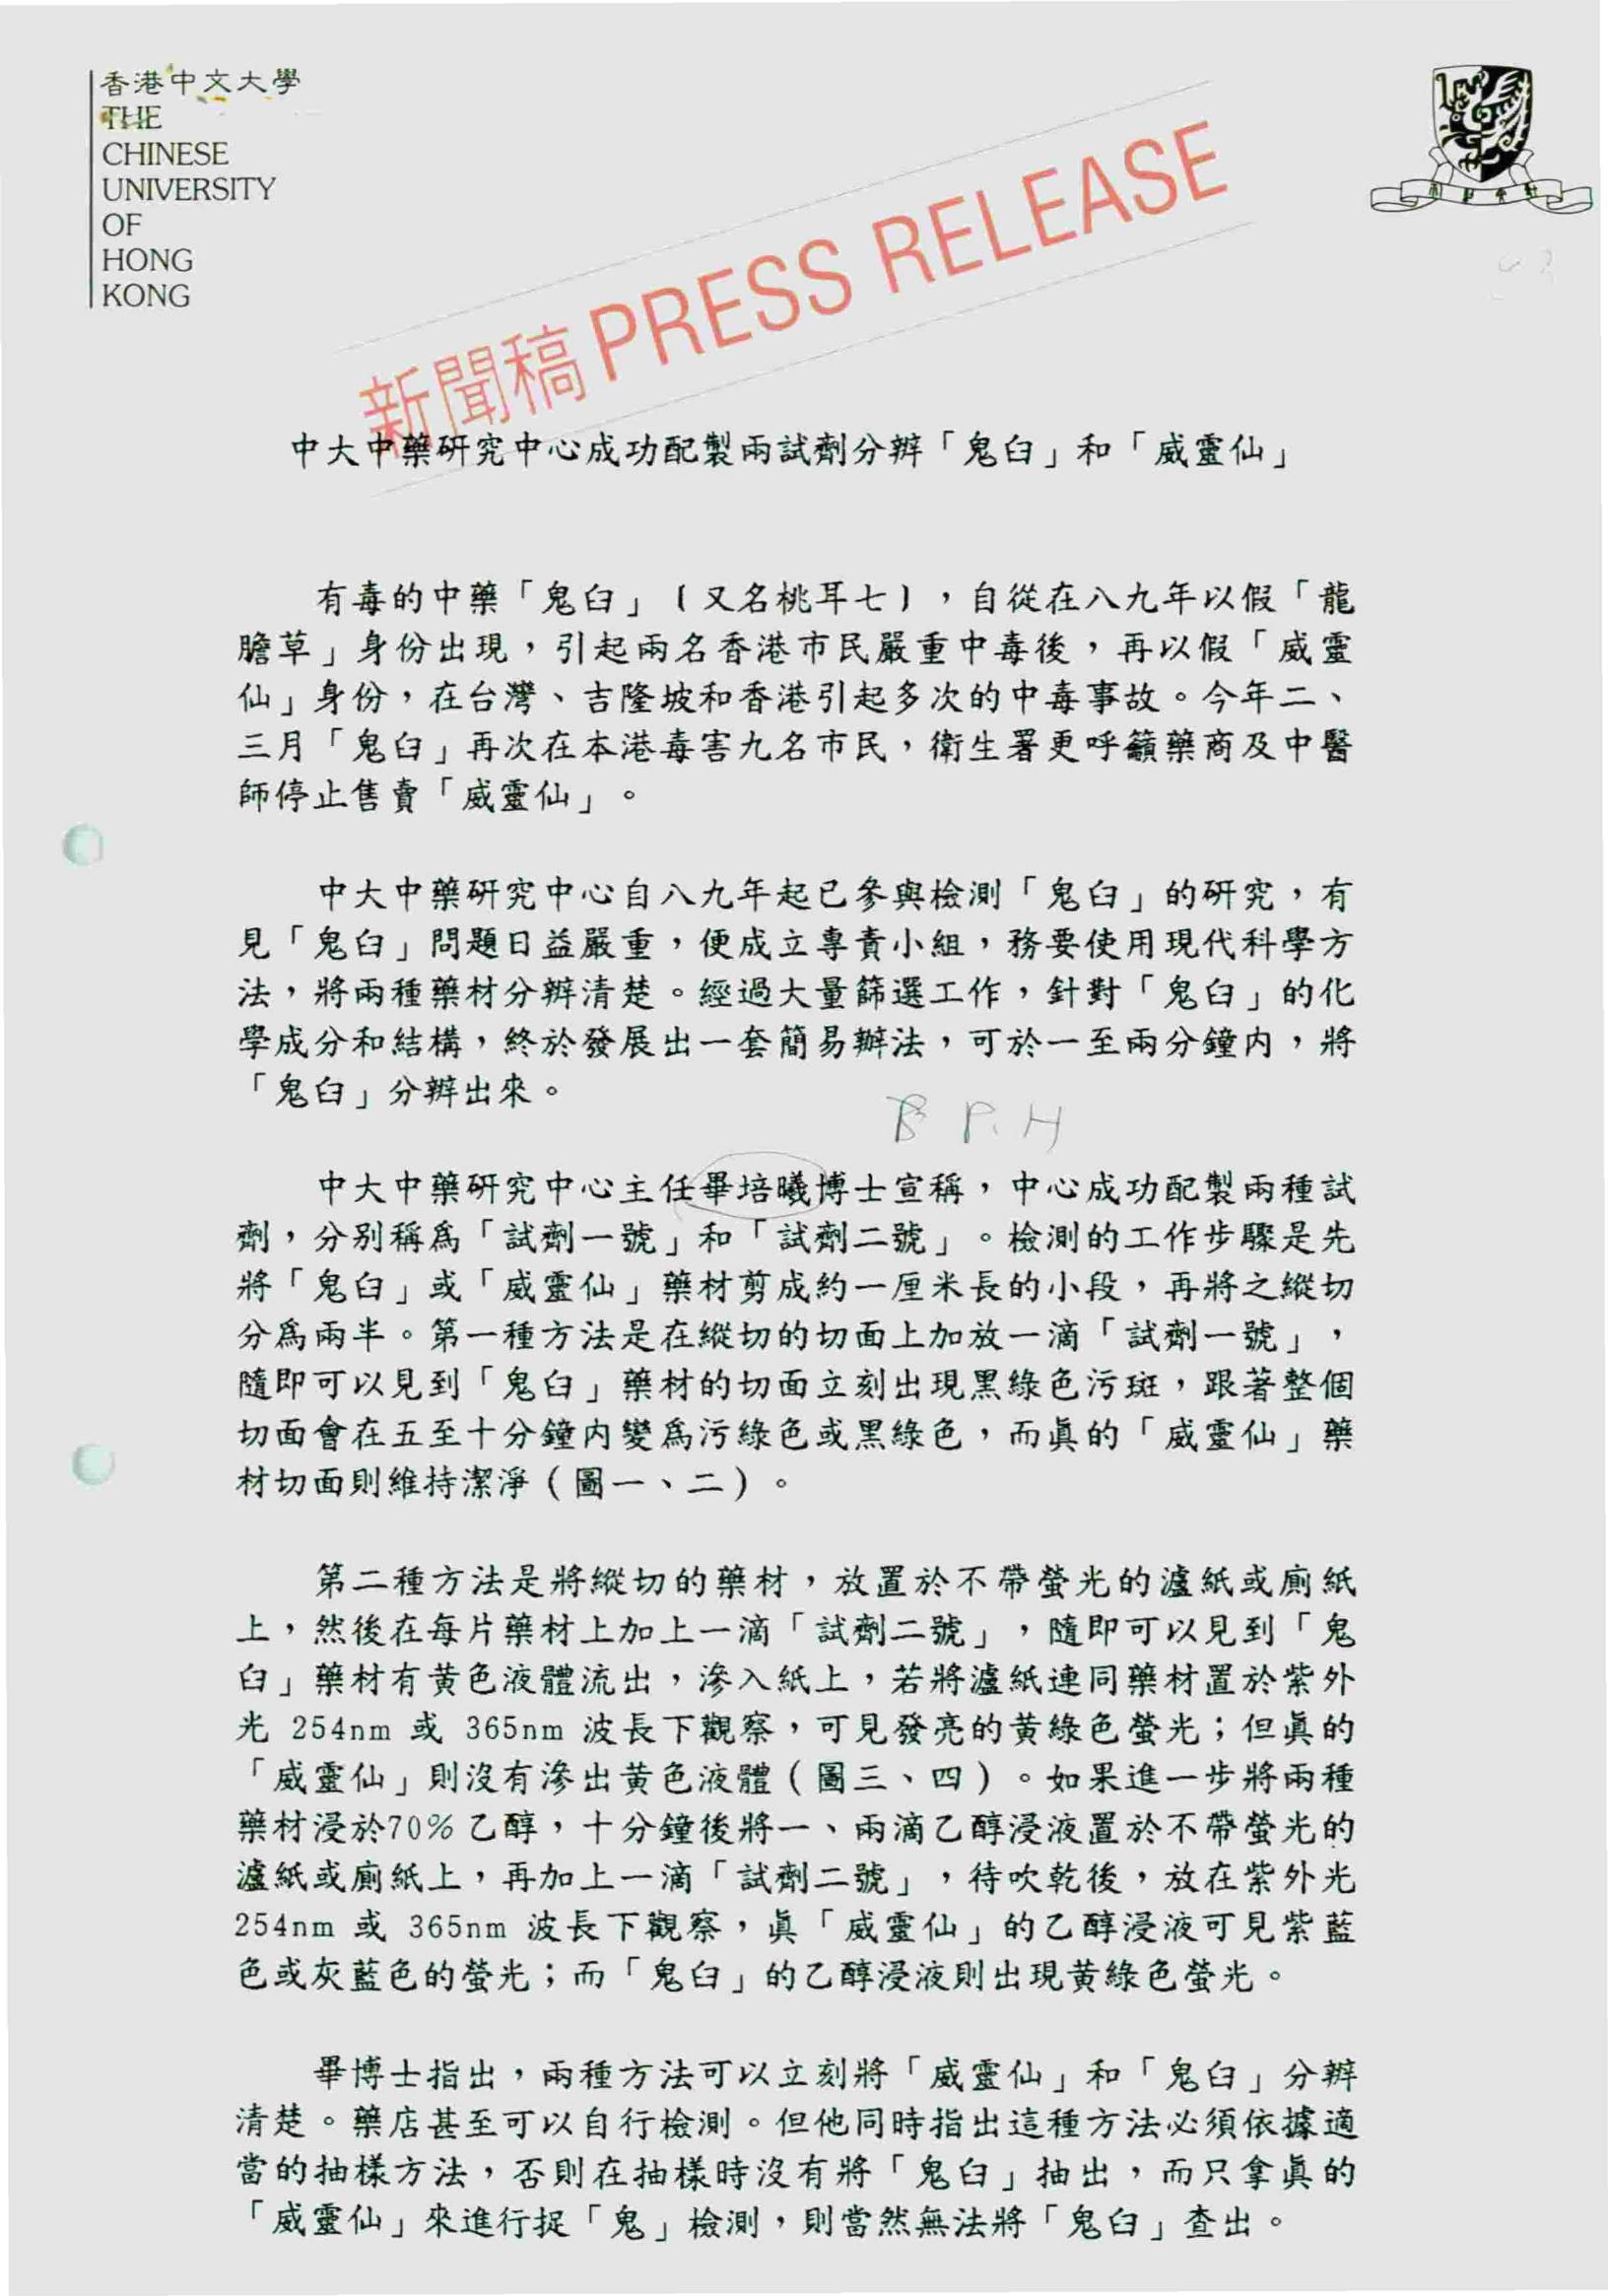 香港中文大學
THE
CHINESE
UNIVERSITY
OF
HONG
KONG
新聞稿 PRESS RELEASE
中大中藥研究中心成功配製兩試劑分辨「鬼臼」和「威靈仙」
有毒的中藥「鬼臼」〔又名桃耳七〕，自從在八九年以假「龍
膽草」身份出現，引起兩名香港市民嚴重中毒後，再以假「威靈
仙」身份，在台灣、吉隆坡和香港引起多次的中毒事故。今年二、
三月「鬼臼」再次在本港毒害九名市民，衛生署更呼籲藥商及中醫
師停止售賣「威靈仙」。
中大中藥研究中心自八九年起已參與檢測「鬼臼」的研究，有
見「鬼臼」問題日益嚴重，便成立專責小組，務要使用現代科學方
法，將兩種藥材分辨清楚。經過大量篩選工作，針對「鬼臼」的化
學成分和結構，終於發展出一套簡易辦法，可於一至兩分鐘內，將
「鬼臼」分辨出來。
B P. H
中大中藥研究中心主任畢培曦博士宣稱，中心成功配製兩種試
劑，分別稱為「試劑一號」和「試劑二號」。檢測的工作步驟是先
將「鬼臼」或「威靈仙」藥材剪成約一厘米長的小段，再將之縱切
分為兩半。第一種方法是在縱切的切面上加放一滴「試劑一號」，
隨即可以見到「鬼臼」藥材的切面立刻出現黑綠色污斑，跟著整個
切面會在五至十分鐘內變為污綠色或黑綠色，而真的「威靈仙」藥
材切面則維持潔淨（圖一、二）。
第二種方法是將縱切的藥材，放置於不帶螢光的濾紙或廁紙
上，然後在每片藥材上加上一滴「試劑二號」，隨即可以見到「鬼
臼」藥材有黃色液體流出，滲入紙上，若將濾紙連同藥材置於紫外
光 254nm 或 365nm 波長下觀察，可見發亮的黃綠色螢光；但真的
「威靈仙」則沒有滲出黃色液體（圖三、四）。如果進一步將兩種
藥材浸於70% 乙醇，十分鐘後將一、兩滴乙醇浸液置於不帶螢光的
濾紙或廁紙上，再加上一滴「試劑二號」，待吹乾後，放在紫外光
254nm 或 365nm 波長下觀察，真「威靈仙」的乙醇浸液可見紫藍
色或灰藍色的螢光；而「鬼臼」的乙醇浸液則出現黃綠色螢光。
畢博士指出，兩種方法可以立刻將「威靈仙」和「鬼臼」分辨
清楚。藥店甚至可以自行檢測。但他同時指出這種方法必須依據適
當的抽樣方法，否則在抽樣時沒有將「鬼臼」抽出，而只拿真的
「威靈仙」來進行捉「鬼」檢測，則當然無法將「鬼臼」查出。